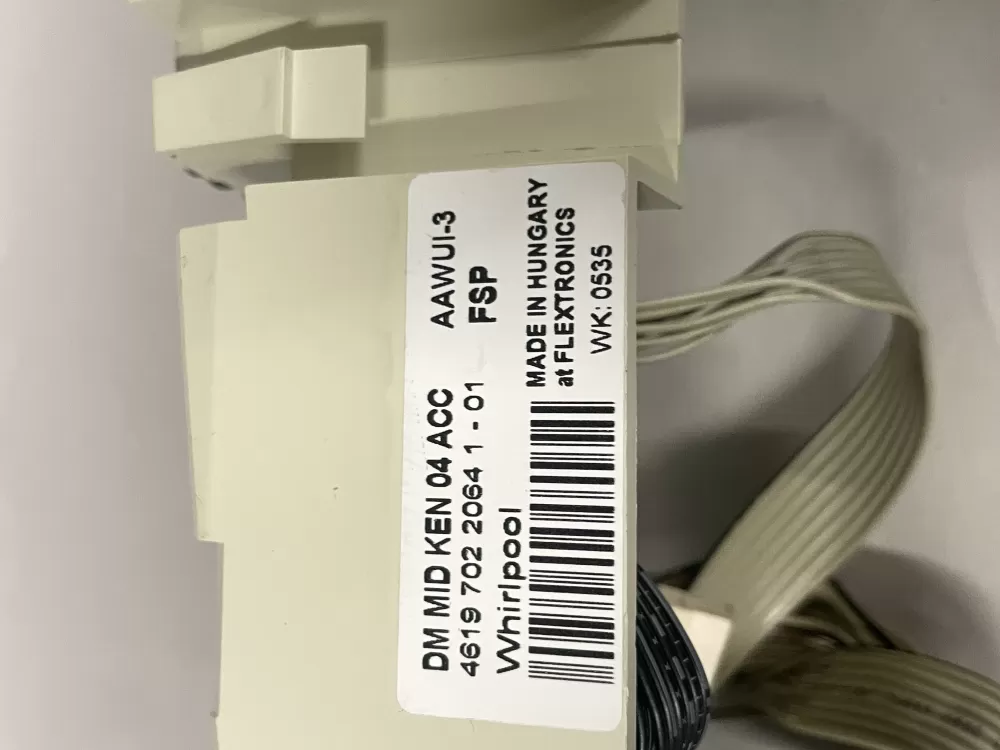 DM MID KEN 04 ACC AAWUI-3
4619 702 2064 1 - 01 FSP
Whirlpool
MADE IN HUNGARY
at FLEXTRONICS
WK: 0535